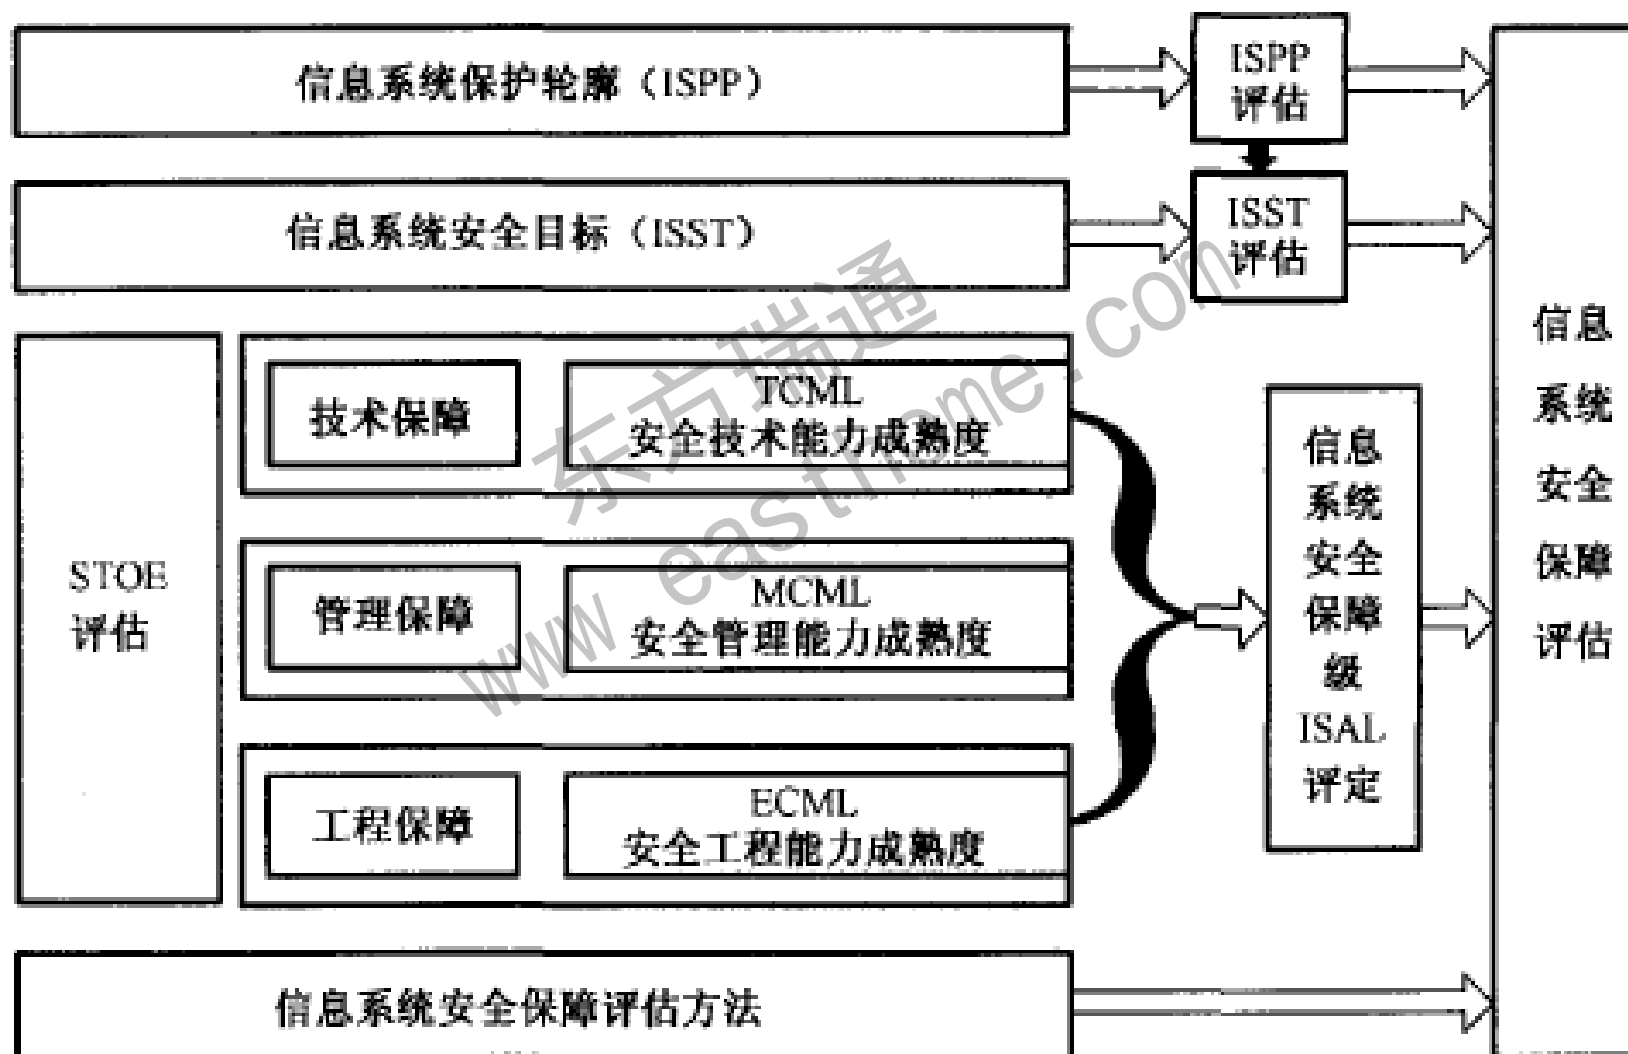 信息系统保护轮廓（ISPP）
ISPP
评估
信息系统安全目标（ISST）
ISST
评估
STOE
评估
技术保障
TCML
安全技术能力成熟度
管理保障
MCML
安全管理能力成熟度
工程保障
ECML
安全工程能力成熟度
信息
系统
安全
保障
级
ISAL
评定
信息
系统
安全
保障
评估
信息系统安全保障评估方法
东方瑞通
www.easthome.com